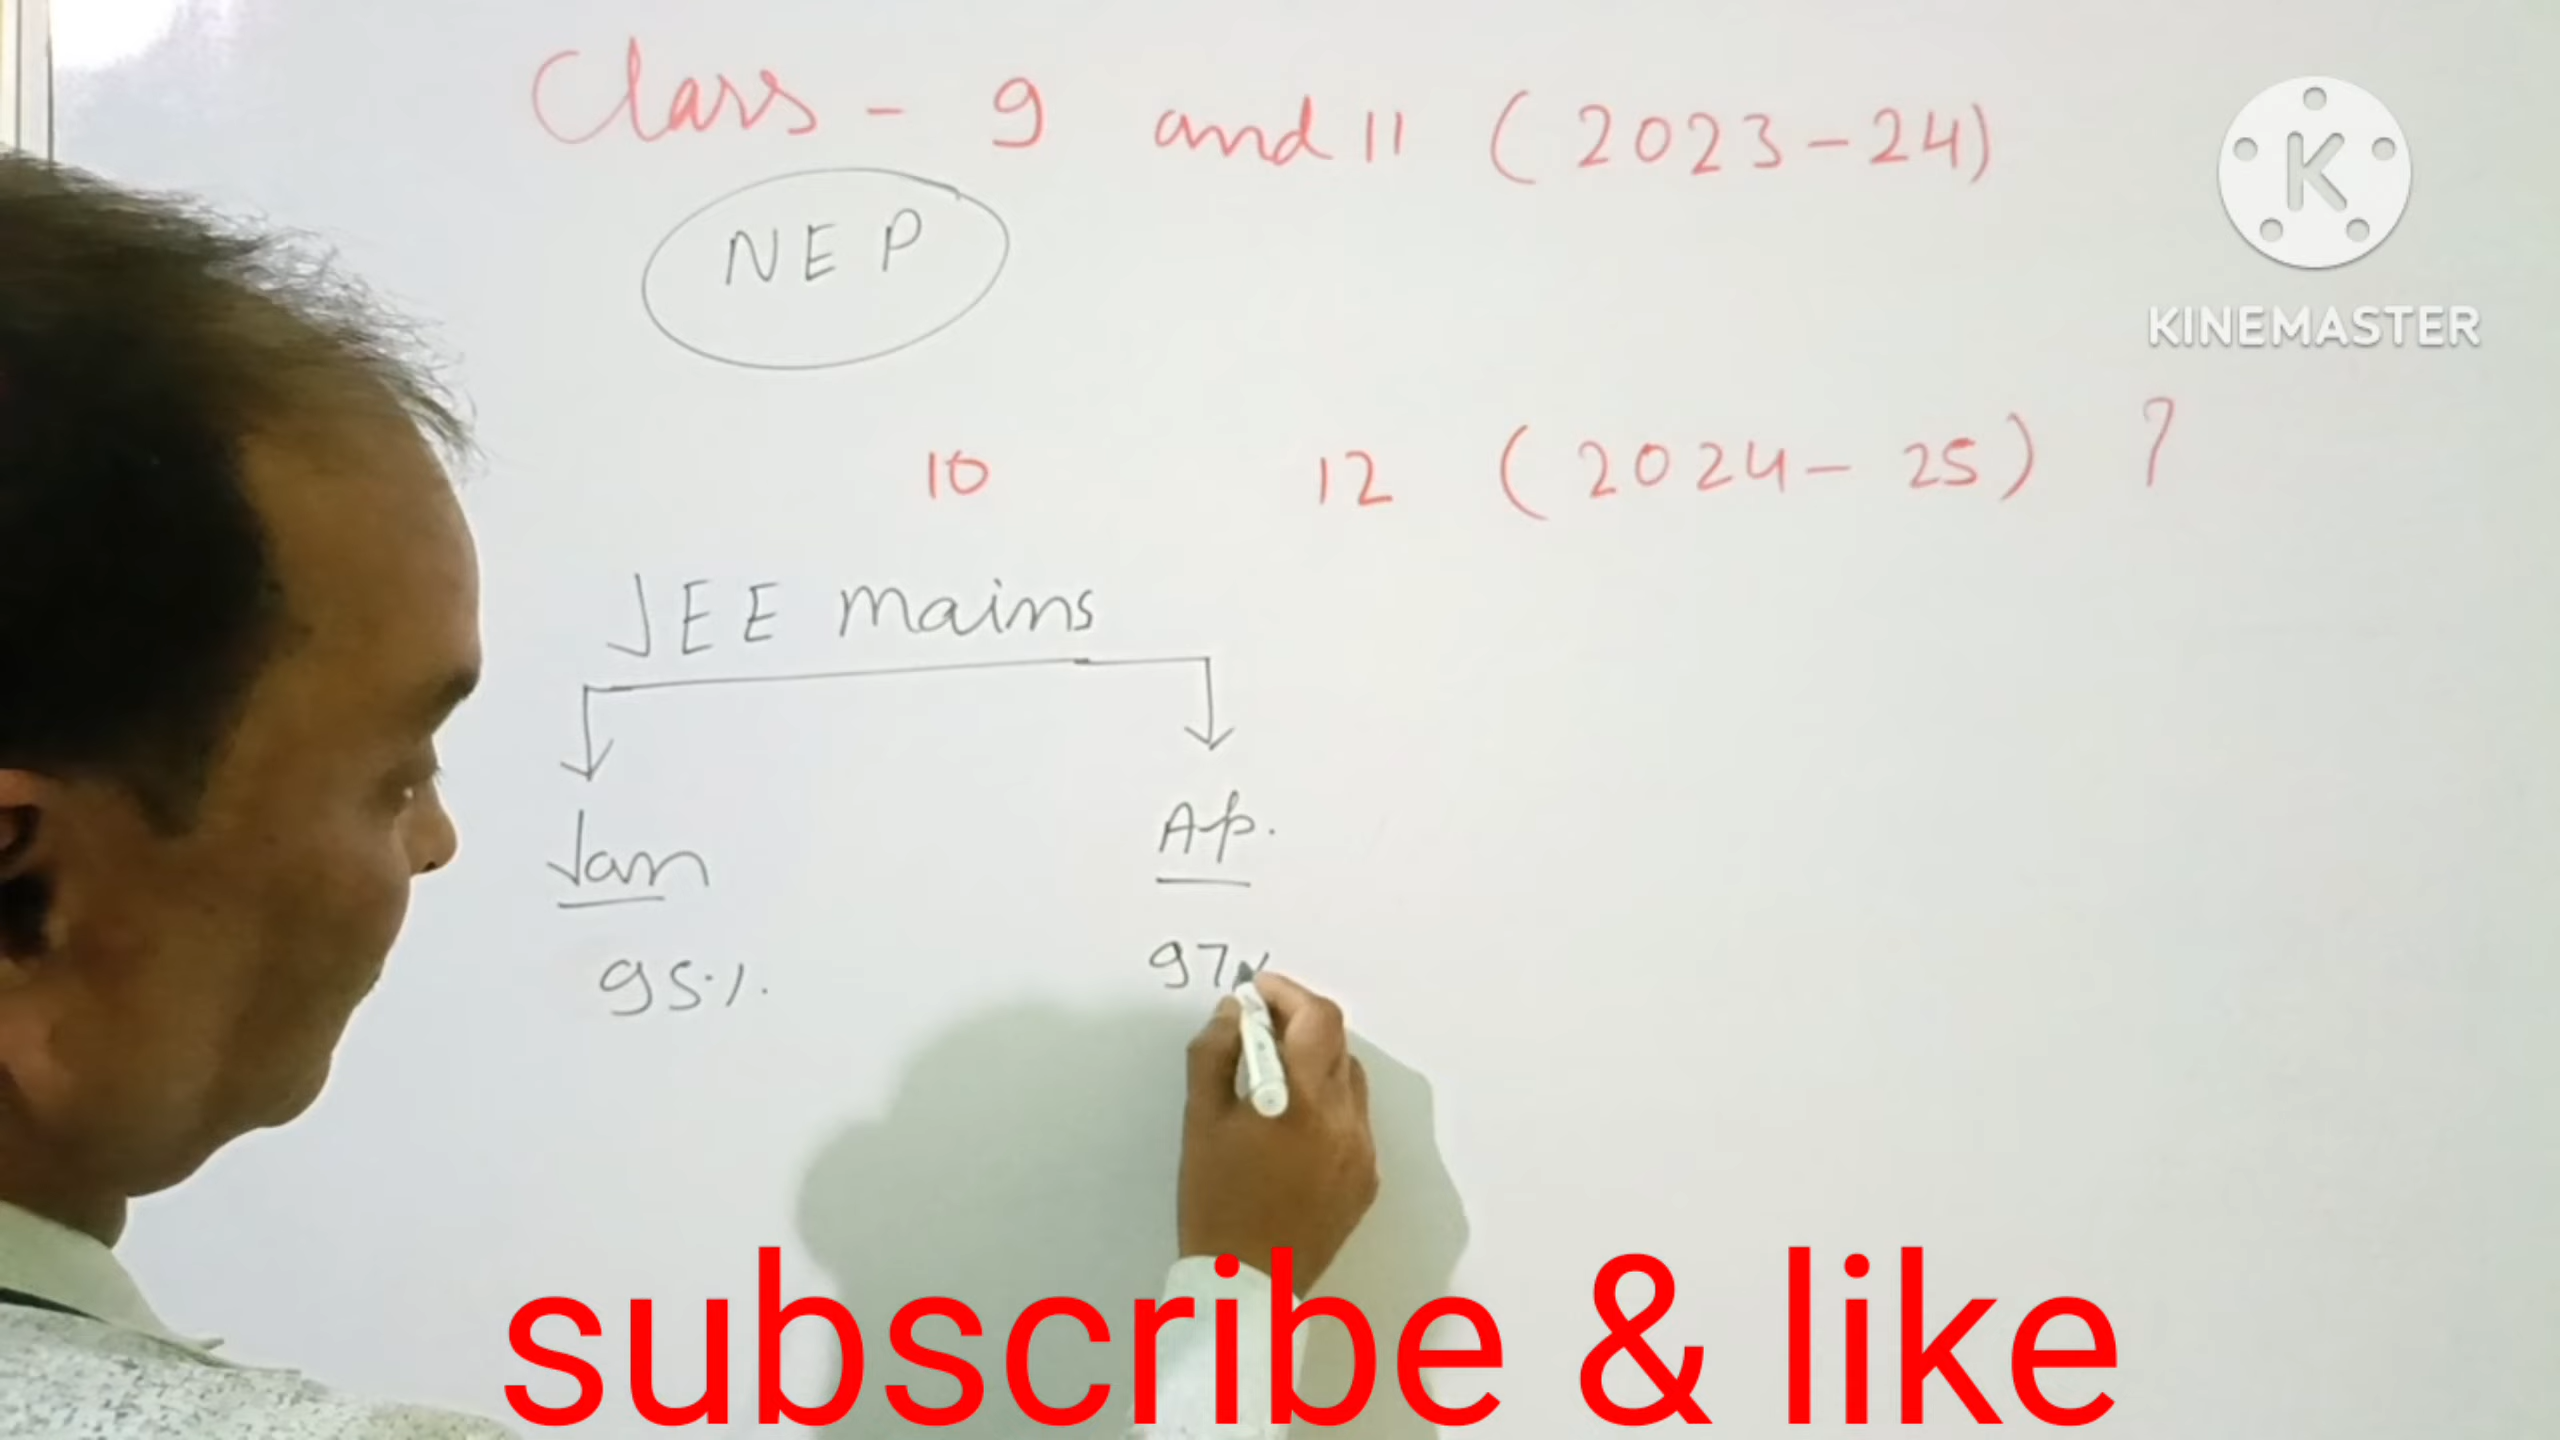 Class - 9 and 11 (2023-24)
NEP
K
KINEMASTER
10 12 (2024-25) ?
JEE mains
Jan Ap.
95% 97%
subscribe & like